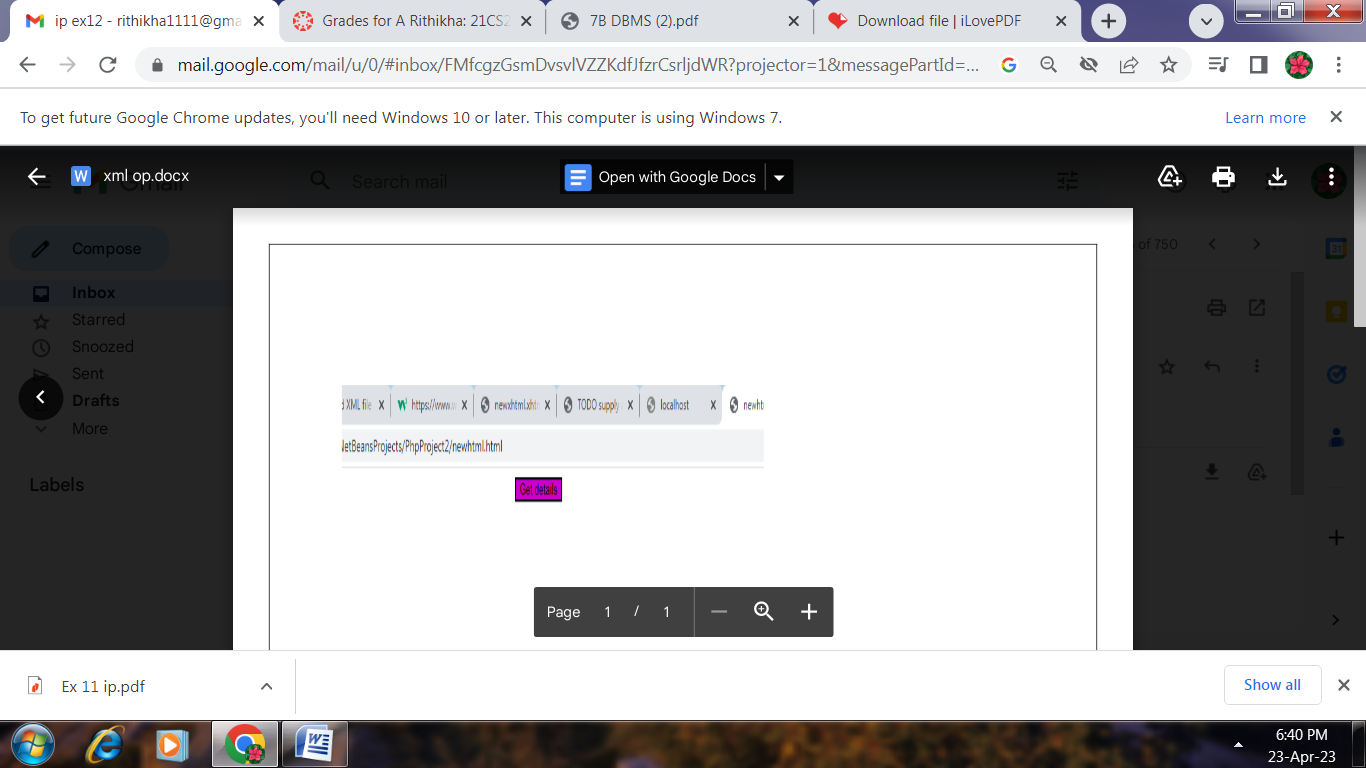 ip ex12 - rithikha1111@gma
Grades for A Rithikha: 21CS2
7B DBMS (2).pdf
Download file | iLovePDF
mail.google.com/mail/u/0/#inbox/FMfcgzGsmDvsvlVZZKdfJfzrCsrljdWR?projector=1&messagePartId=...
To get future Google Chrome updates, you'll need Windows 10 or later. This computer is using Windows 7.
Learn more
W
xml op.docx
Gmail
Search mail
Open with Google Docs
Compose
of 750
Inbox
Starred
Snoozed
Sent
Drafts
More
Labels
d XML file
https://www.w
newxhtml.xht
TODO supply
localhost
newht
NetBeansProjects/PhpProject2/newhtml.html
Get details
Page 1 / 1
Ex 11 ip.pdf
Show all
6:40 PM
23-Apr-23